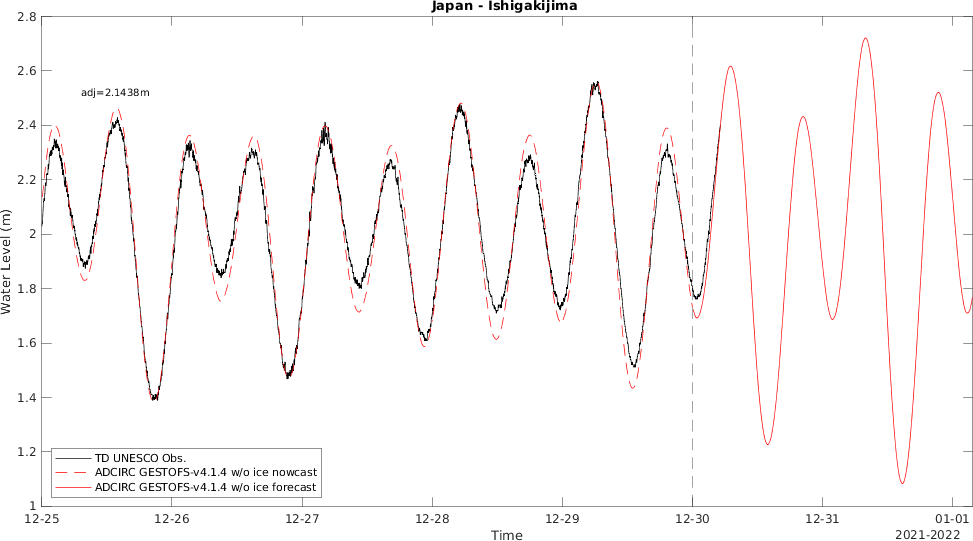 Japan - Ishigakijima
2.8
2.6
2.4
2.2
2
1.8
1.6
1.4
1.2
1
Water Level (m)
adj=2.1438m
TD UNESCO Obs.
ADCIRC GESTOFS-v4.1.4 w/o ice nowcast
ADCIRC GESTOFS-v4.1.4 w/o ice forecast
12-25 12-26 12-27 12-28 12-29 12-30 12-31 01-01
Time
2021-2022